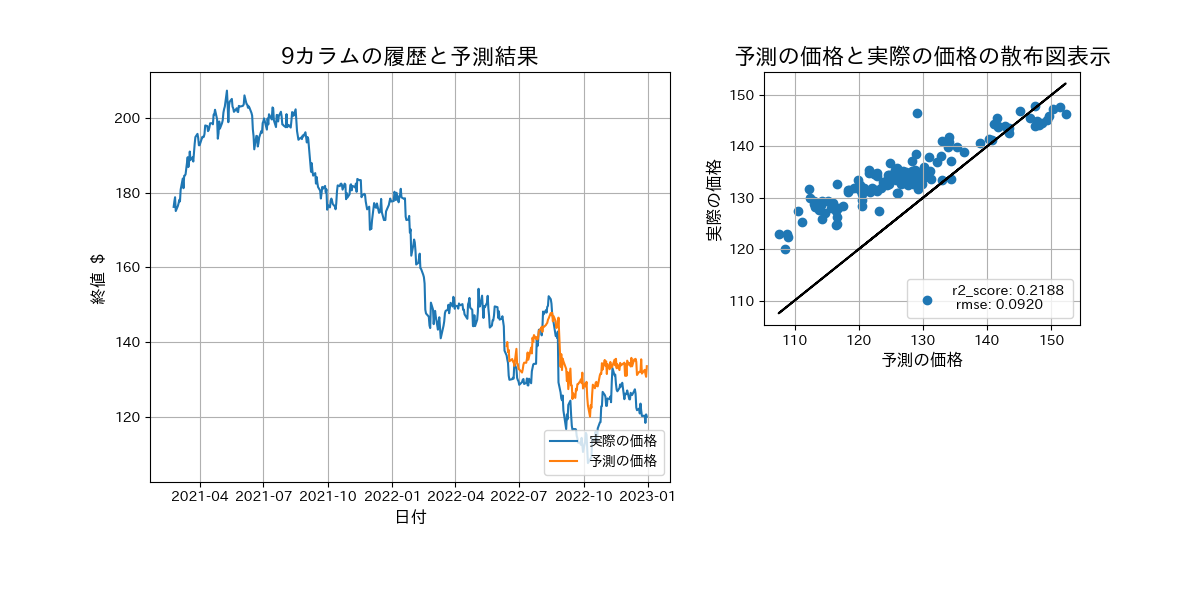 9カラムの履歴と予測結果
終値 $
200
180
160
140
120
2021-04 2021-07 2021-10 2022-01 2022-04 2022-07 2022-10 2023-01
日付
実際の価格
予測の価格
予測の価格と実際の価格の散布図表示
実際の価格
150
140
130
120
110
110 120 130 140 150
予測の価格
r2_score: 0.2188
rmse: 0.0920